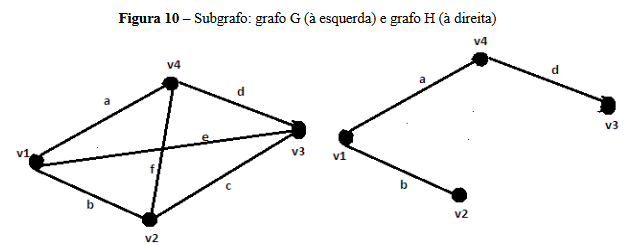 Figura 10 – Subgrafo: grafo G (à esquerda) e grafo H (à direita)
v4
a
d
v1
e
v3
f
b
c
v2
v4
a
d
v3
v1
b
v2